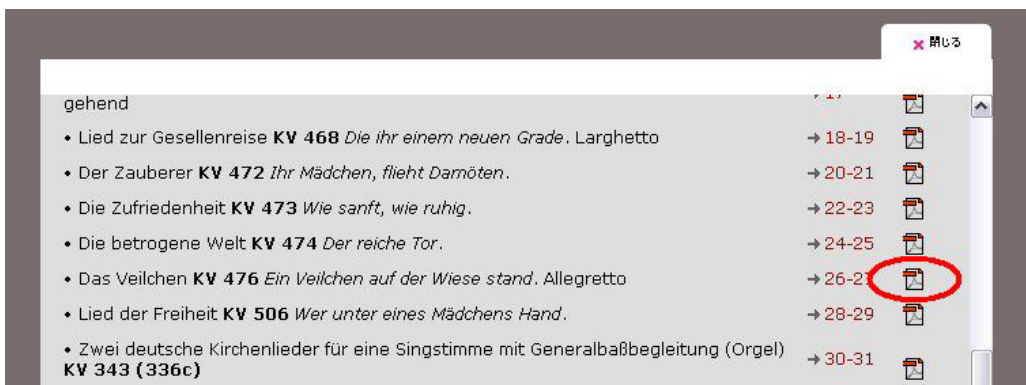 閉じる
gehend
• Lied zur Gesellenreise KV 468 Die ihr einem neuen Grade. Larghetto → 18-19
• Der Zauberer KV 472 Ihr Mädchen, flieht Damöten. → 20-21
• Die Zufriedenheit KV 473 Wie sanft, wie ruhig. → 22-23
• Die betrogene Welt KV 474 Der reiche Tor. → 24-25
• Das Veilchen KV 476 Ein Veilchen auf der Wiese stand. Allegretto → 26-27
• Lied der Freiheit KV 506 Wer unter eines Mädchens Hand. → 28-29
• Zwei deutsche Kirchenlieder für eine Singstimme mit Generalbaßbegleitung (Orgel) → 30-31
KV 343 (336c)